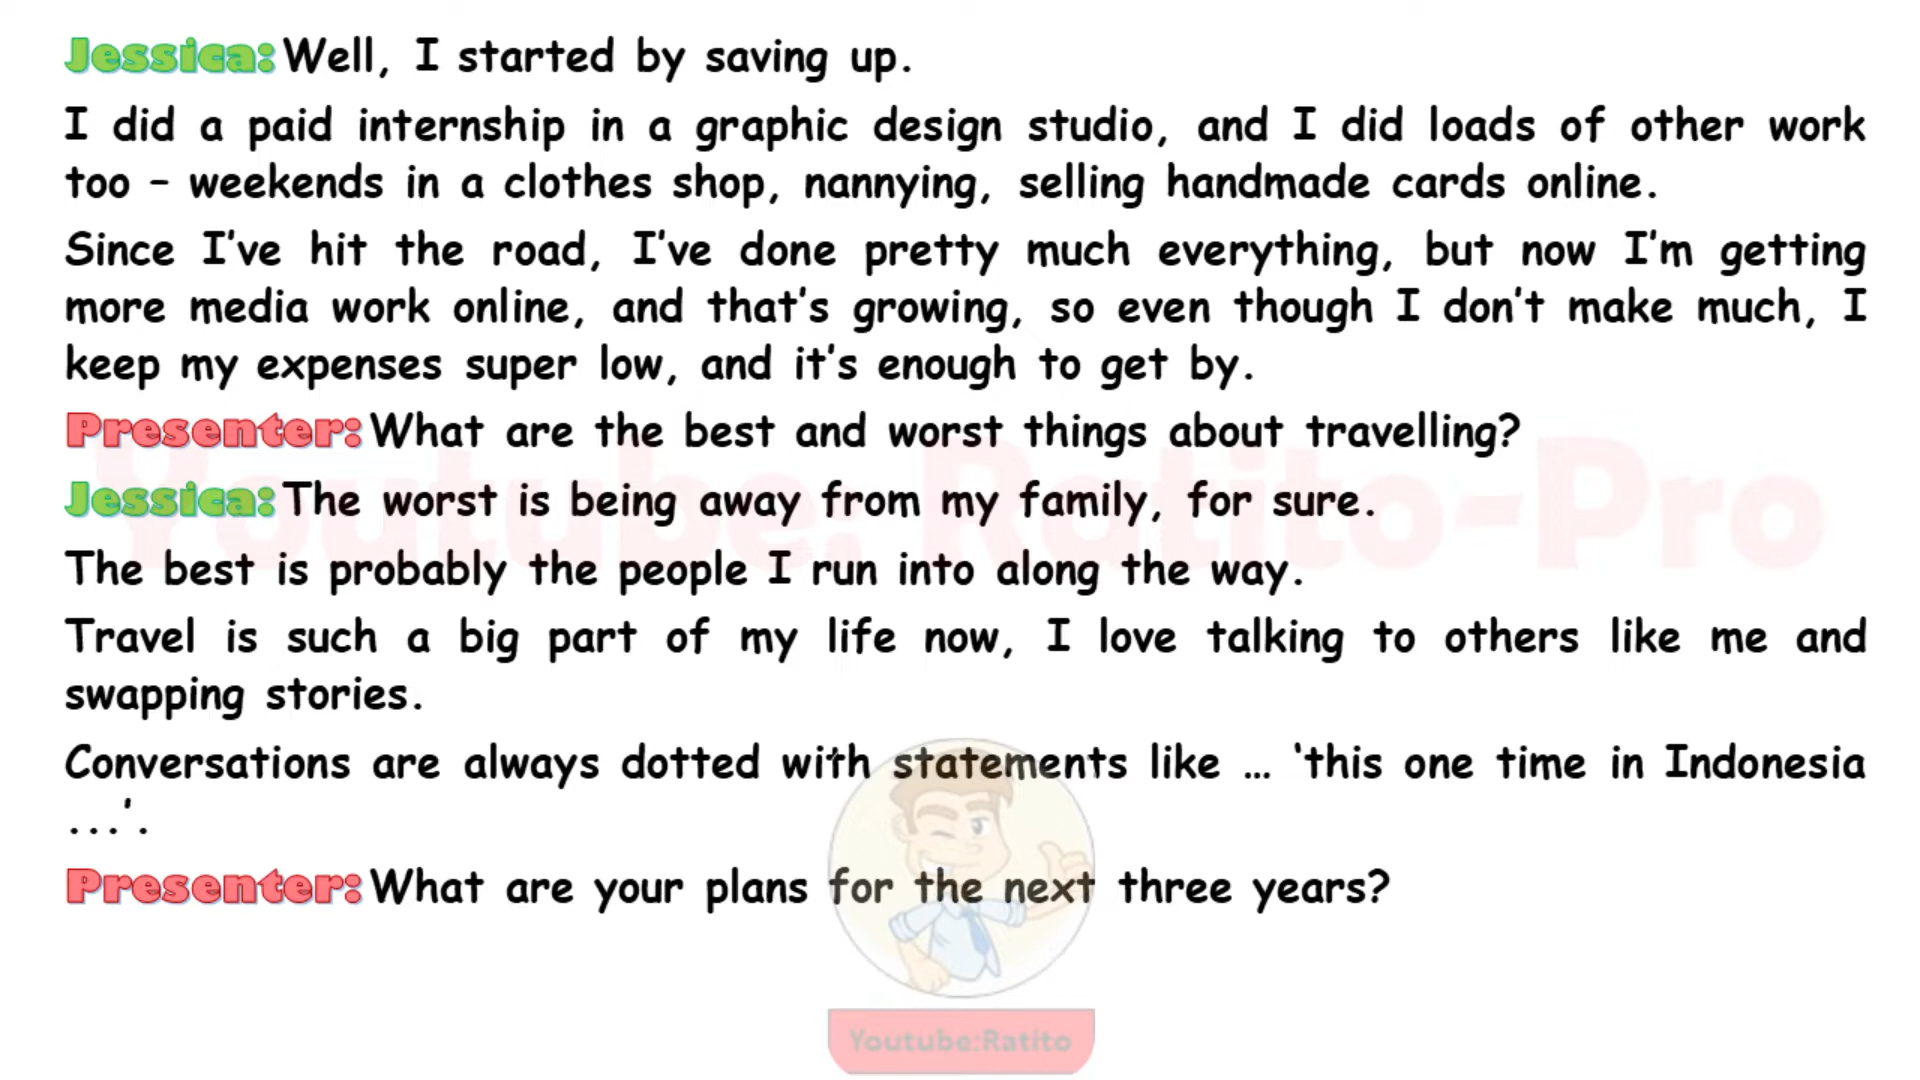 Jessica: Well, I started by saving up.
I did a paid internship in a graphic design studio, and I did loads of other work
too – weekends in a clothes shop, nannying, selling handmade cards online.
Since I've hit the road, I've done pretty much everything, but now I'm getting
more media work online, and that's growing, so even though I don't make much, I
keep my expenses super low, and it's enough to get by.
Presenter: What are the best and worst things about travelling?
Jessica: The worst is being away from my family, for sure.
Youtube: Ratito-Pro
The best is probably the people I run into along the way.
Travel is such a big part of my life now, I love talking to others like me and
swapping stories.
Conversations are always dotted with statements like … ‘this one time in Indonesia
...’.
Presenter: What are your plans for the next three years?
Youtube:Ratito